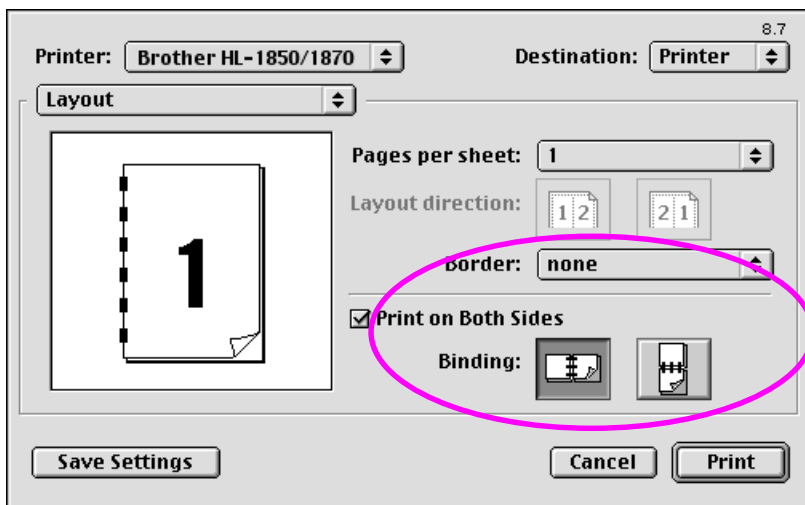 8.7
Printer: Brother HL-1850/1870 Destination: Printer
Layout
Pages per sheet: 1
Layout direction: 1 2 2 1
1
Border: none
Print on Both Sides
Binding:
Save Settings Cancel Print